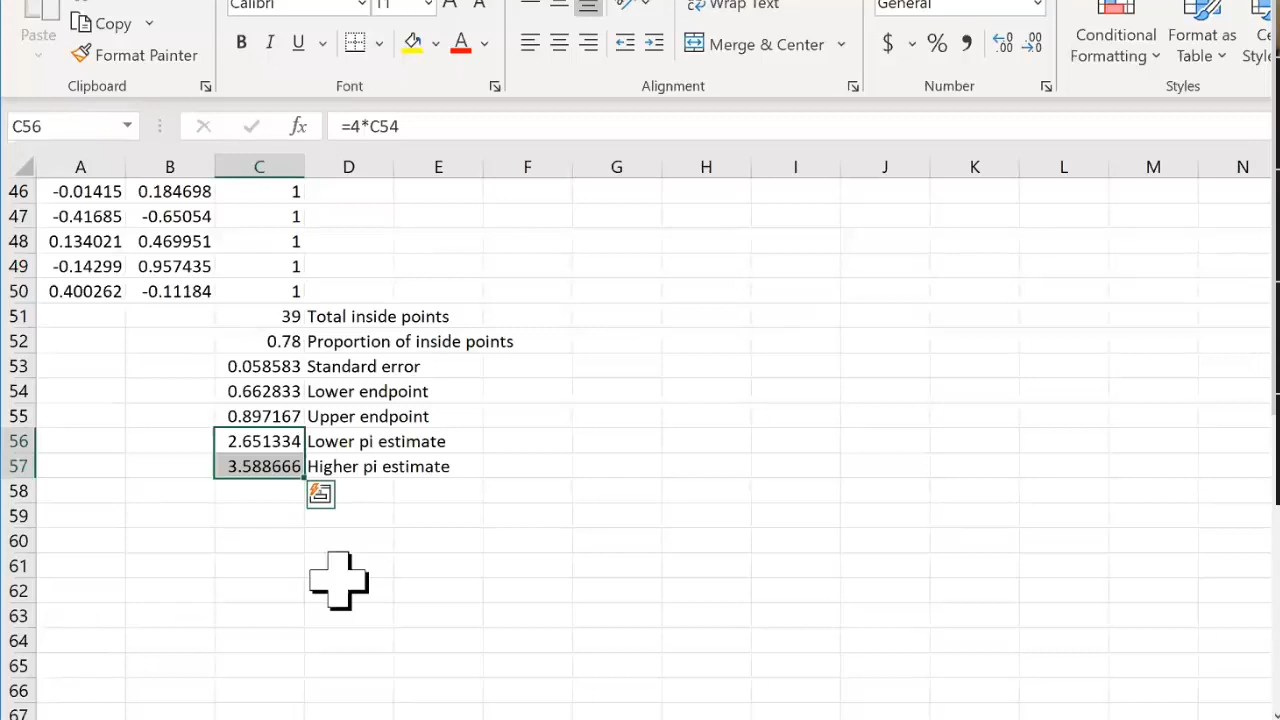 Calibri 11 Wrap Text General
Paste Copy
Format Painter
B I U A Merge & Center $ % , Conditional Formatting Format as Table
Clipboard Font Alignment Number Styles
C56 fx =4*C54
A B C D E F G H I J K L M N
46 -0.01415 0.184698 1
47 -0.41685 -0.65054 1
48 0.134021 0.469951 1
49 -0.14299 0.957435 1
50 0.400262 -0.11184 1
51 39 Total inside points
52 0.78 Proportion of inside points
53 0.058583 Standard error
54 0.662833 Lower endpoint
55 0.897167 Upper endpoint
56 2.651334 Lower pi estimate
57 3.588666 Higher pi estimate
58
59
60
61
62
63
64
65
66
67